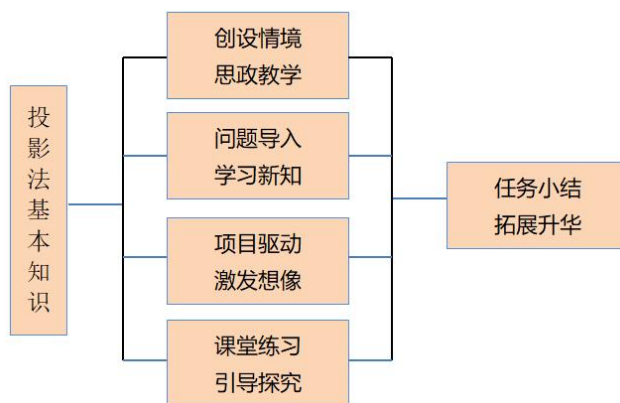 投影法基本知识
创设情境
思政教学
问题导入
学习新知
项目驱动
激发想像
课堂练习
引导探究
任务小结
拓展升华